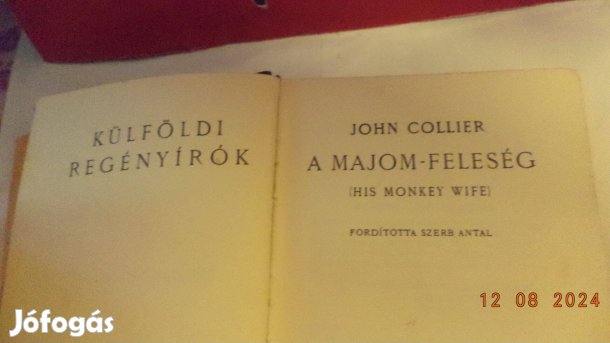 KÜLFÖLDI
REGÉNYÍRÓK
JOHN COLLIER
A MAJOM-FELESÉG
(HIS MONKEY WIFE)
FORDÍTOTTA SZERB ANTAL
12 08 2024
Jófogás